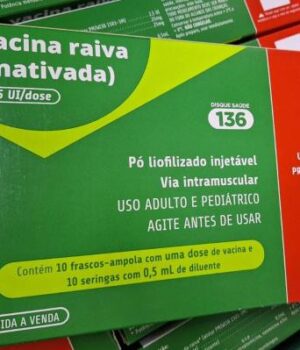 vacina raiva
nativada)
UI/dose
DISQUE SAÚDE
136
Pó liofilizado injetável
Via intramuscular
USO ADULTO E PEDIÁTRICO
AGITE ANTES DE USAR
Contém 10 frascos-ampola com uma dose de vacina e
10 seringas com 0,5 mL de diluente
IDA A VENDA